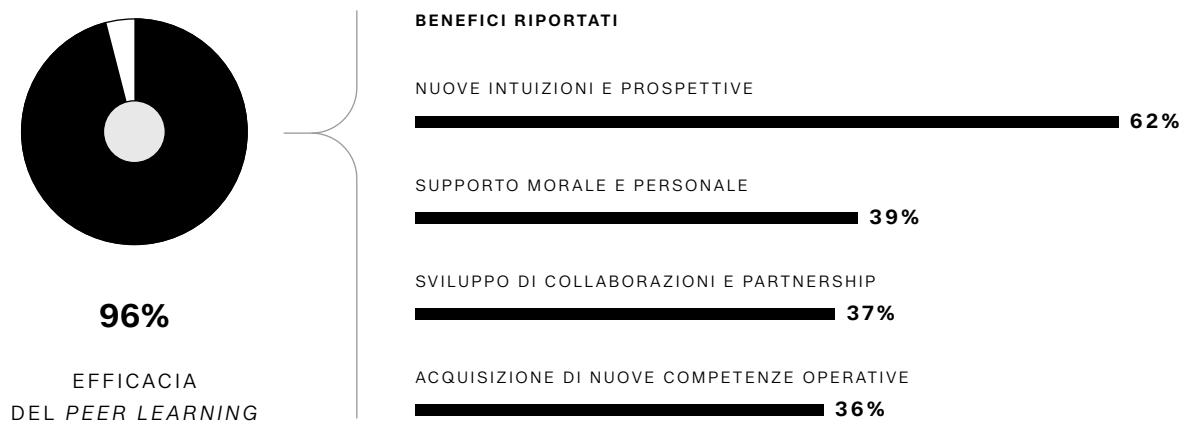 96%
EFFICACIA
DEL PEER LEARNING
BENEFICI RIPORTATI
NUOVE INTUIZIONI E PROSPETTIVE
62%
SUPPORTO MORALE E PERSONALE
39%
SVILUPPO DI COLLABORAZIONI E PARTNERSHIP
37%
ACQUISIZIONE DI NUOVE COMPETENZE OPERATIVE
36%